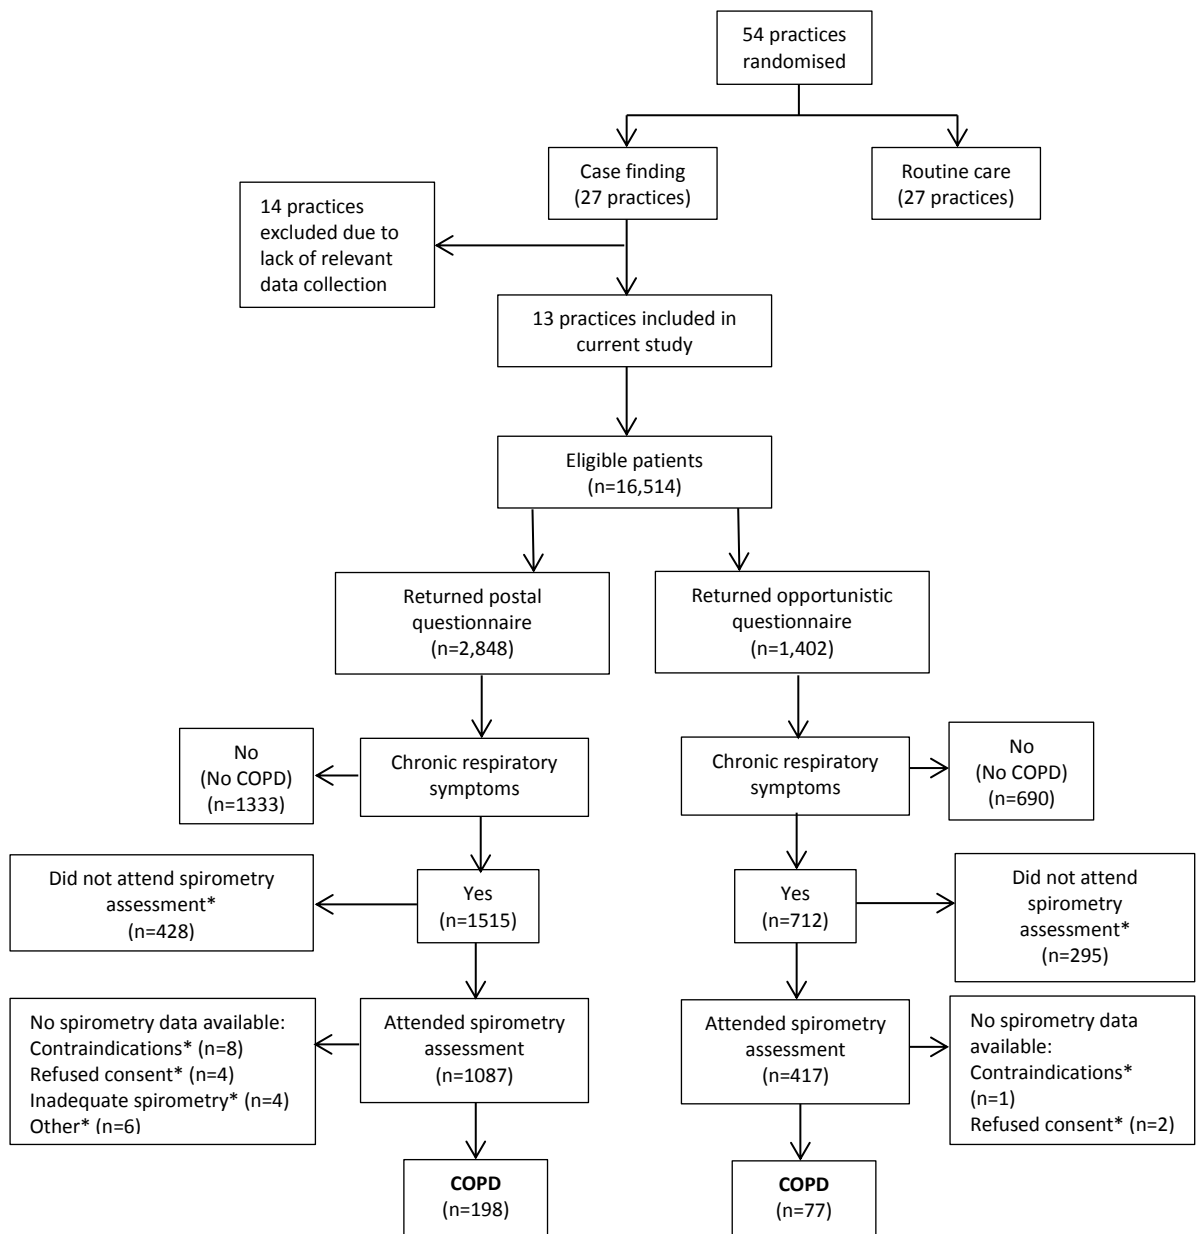 54 practices
randomised
Case finding
(27 practices)
Routine care
(27 practices)
14 practices
excluded due to
lack of relevant
data collection
13 practices included in
current study
Eligible patients
(n=16,514)
Returned postal
questionnaire
(n=2,848)
Returned opportunistic
questionnaire
(n=1,402)
No
(No COPD)
(n=1333)
Chronic respiratory
symptoms
Chronic respiratory
symptoms
No
(No COPD)
(n=690)
Did not attend spirometry
assessment*
(n=428)
Yes
(n=1515)
Yes
(n=712)
Did not attend
spirometry
assessment*
(n=295)
No spirometry data available:
Contraindications* (n=8)
Refused consent* (n=4)
Inadequate spirometry* (n=4)
Other* (n=6)
Attended spirometry
assessment
(n=1087)
Attended spirometry
assessment
(n=417)
No spirometry data
available:
Contraindications*
(n=1)
Refused consent* (n=2)
COPD
(n=198)
COPD
(n=77)